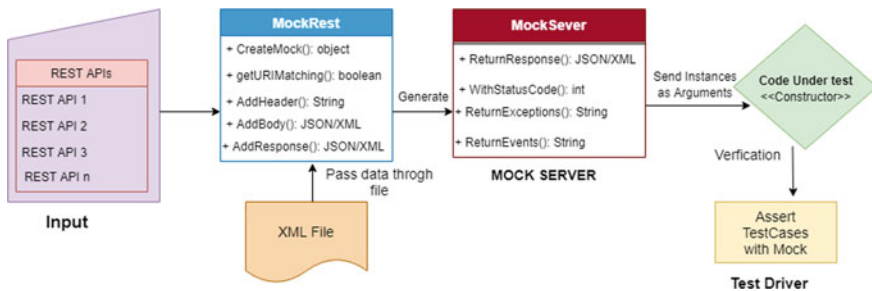 REST APIs
REST API 1
REST API 2
REST API 3
REST API n
Input
MockRest
+ CreateMock(): object
+ getURIMatching(): boolean
+ AddHeader(): String
+ AddBody(): JSON/XML
+ AddResponse(): JSON/XML
Pass data throgh
file
XML File
Generate
MockSever
+ ReturnResponse(): JSON/XML
+ WithStatusCode(): int
+ ReturnExceptions(): String
+ ReturnEvents(): String
MOCK SERVER
Send Instances
as Arguments
Code Under test
<<Constructor>>
Verfication
Assert
TestCases
with Mock
Test Driver